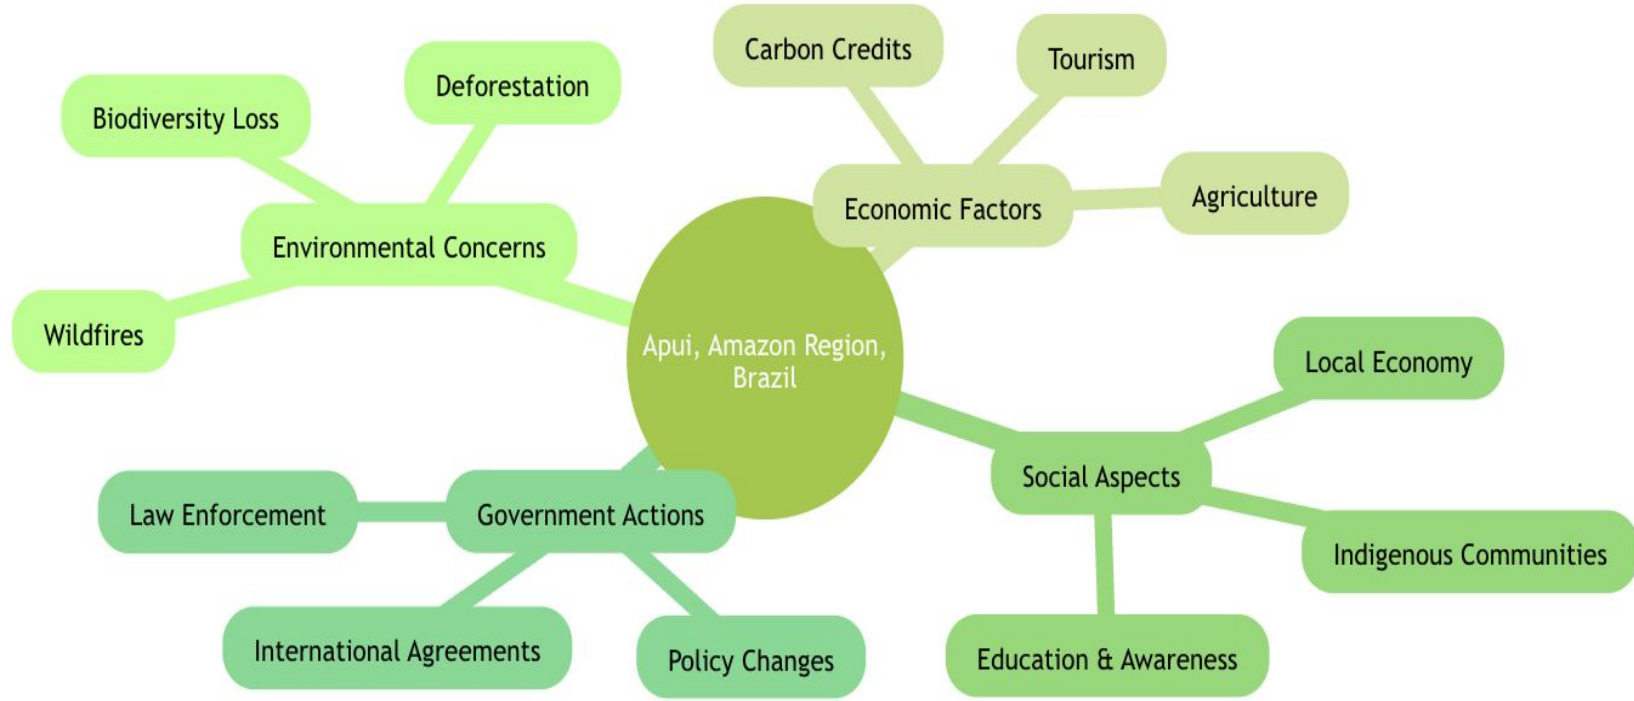 Carbon Credits
Tourism
Deforestation
Biodiversity Loss
Agriculture
Economic Factors
Environmental Concerns
Wildfires
Apui, Amazon Region,
Brazil
Local Economy
Social Aspects
Law Enforcement
Government Actions
Indigenous Communities
International Agreements
Policy Changes
Education & Awareness